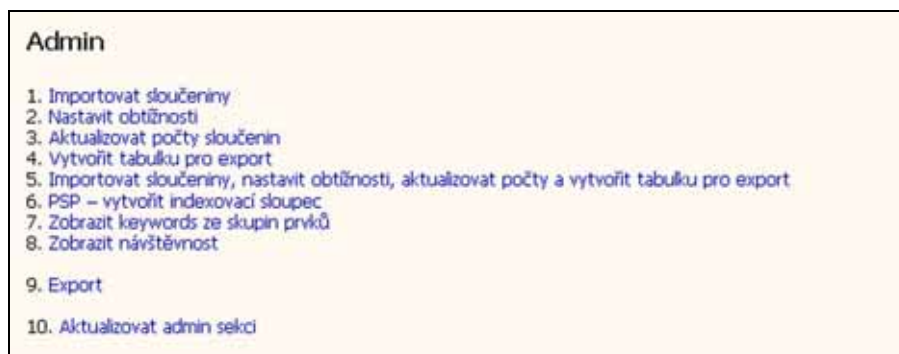 Admin
1. Importovat sloučeniny
2. Nastavit obtížnosti
3. Aktualizovat počty sloučenin
4. Vytvořit tabulku pro export
5. Importovat sloučeniny, nastavit obtížnosti, aktualizovat počty a vytvořit tabulku pro export
6. PSP – vytvořit indexovací sloupec
7. Zobrazit keywords ze skupin prvků
8. Zobrazit návštěvnost
9. Export
10. Aktualizovat admin sekci